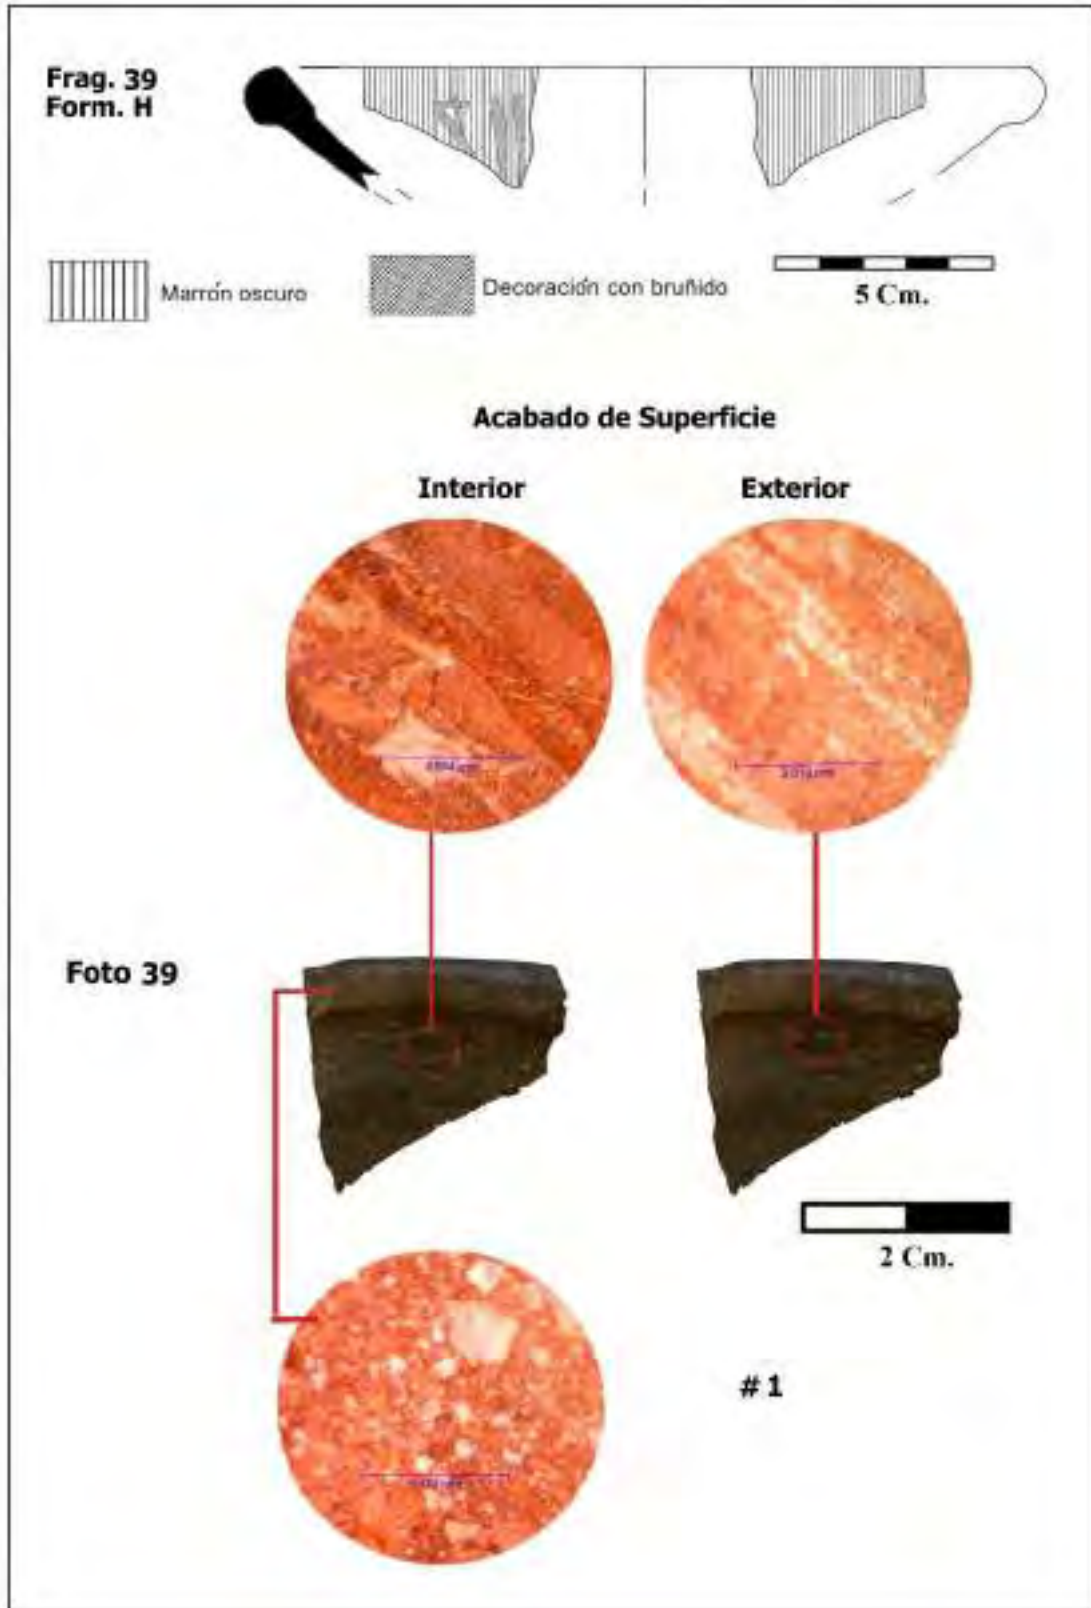 Frag. 39
Form. H
Marrón oscuro
Decoración con bruñido
5 Cm.
Acabado de Superficie
Interior
Exterior
Foto 39
2 Cm.
# 1